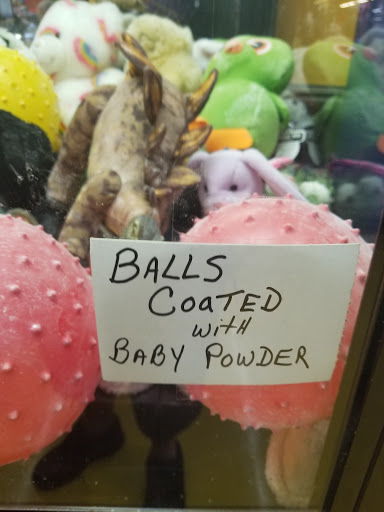 BALLS
COATED
WITH
BABY POWDER